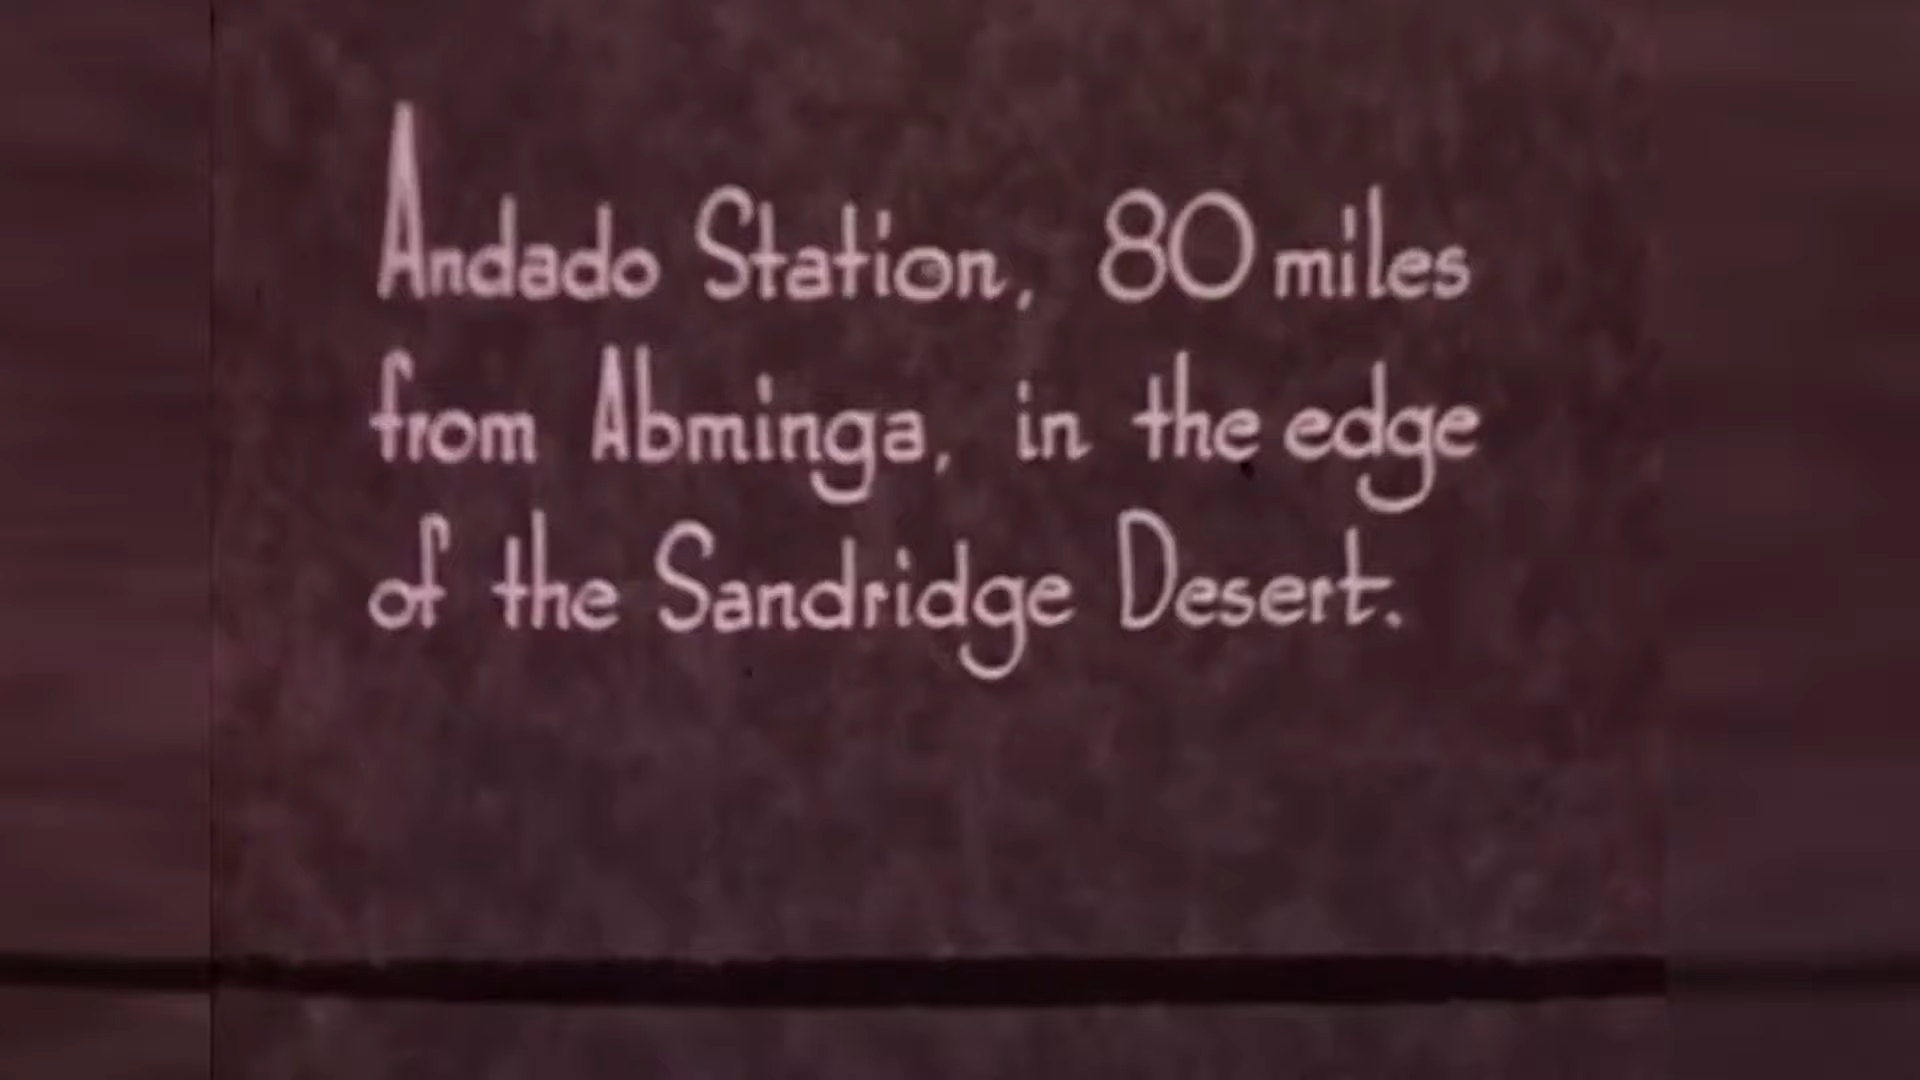 Andado Station, 80 miles
from Abminga, in the edge
of the Sandridge Desert.